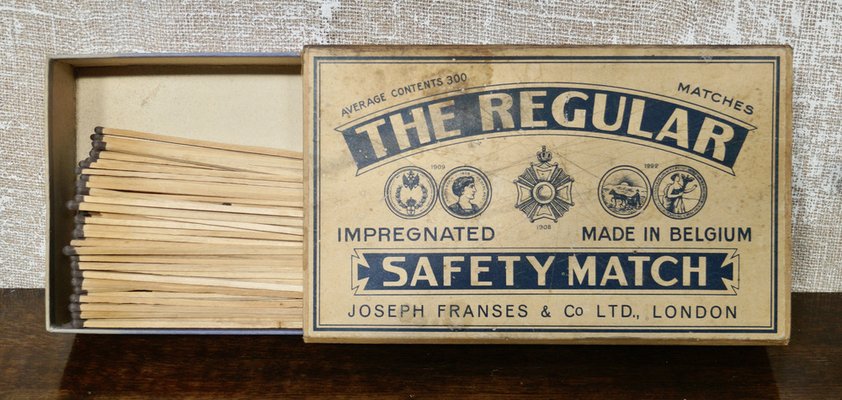 AVERAGE CONTENTS 300 MATCHES
THE REGULAR
1909
1908
IMPREGNATED MADE IN BELGIUM
SAFETY MATCH
JOSEPH FRANSES & Co LTD., LONDON